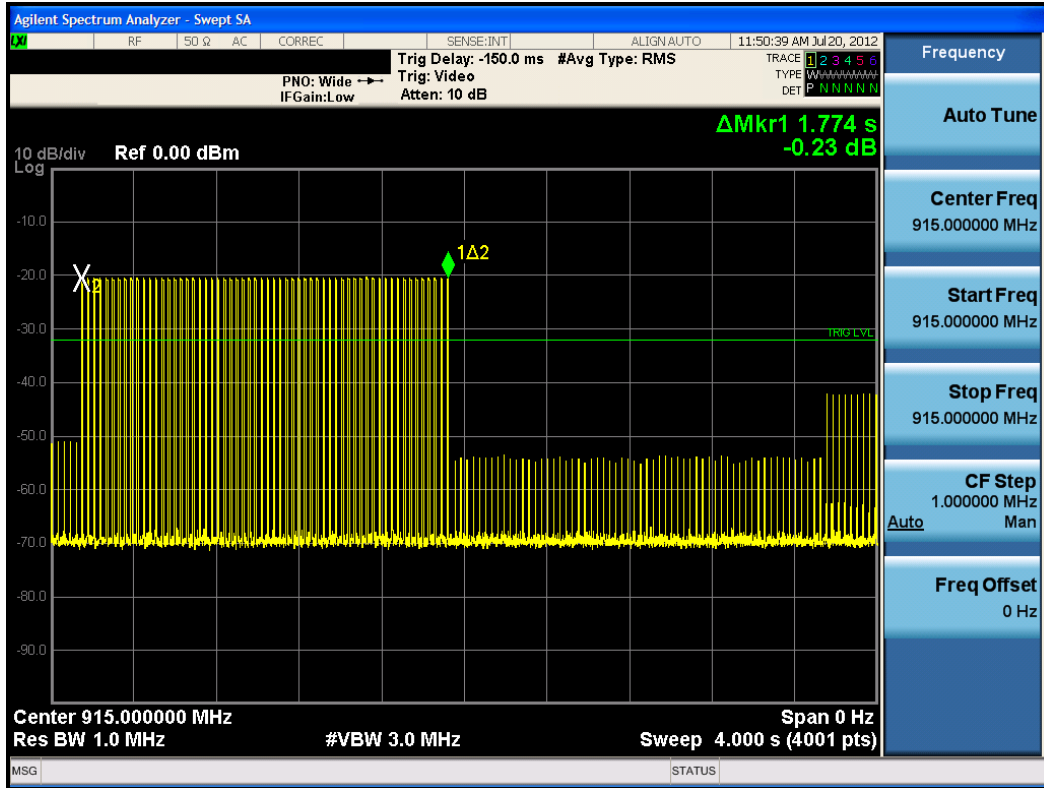 Agilent Spectrum Analyzer - Swept SA
LXI RF 50 Ω AC CORREC SENSE:INT ALIGN AUTO 11:50:39 AM Jul 20, 2012
Trig Delay: -150.0 ms #Avg Type: RMS TRACE 1 2 3 4 5 6
PNO: Wide Trig: Video TYPE
IFGain:Low Atten: 10 dB DET P N N N N N
ΔMkr1 1.774 s
-0.23 dB
10 dB/div Ref 0.00 dBm
Log
-10.0
-20.0
-30.0
-40.0
-50.0
-60.0
-70.0
-80.0
-90.0
X2
1Δ2
TRIG LVL
Center 915.000000 MHz Span 0 Hz
Res BW 1.0 MHz #VBW 3.0 MHz Sweep 4.000 s (4001 pts)
MSG STATUS
Frequency
Auto Tune
Center Freq
915.000000 MHz
Start Freq
915.000000 MHz
Stop Freq
915.000000 MHz
CF Step
1.000000 MHz
Auto Man
Freq Offset
0 Hz